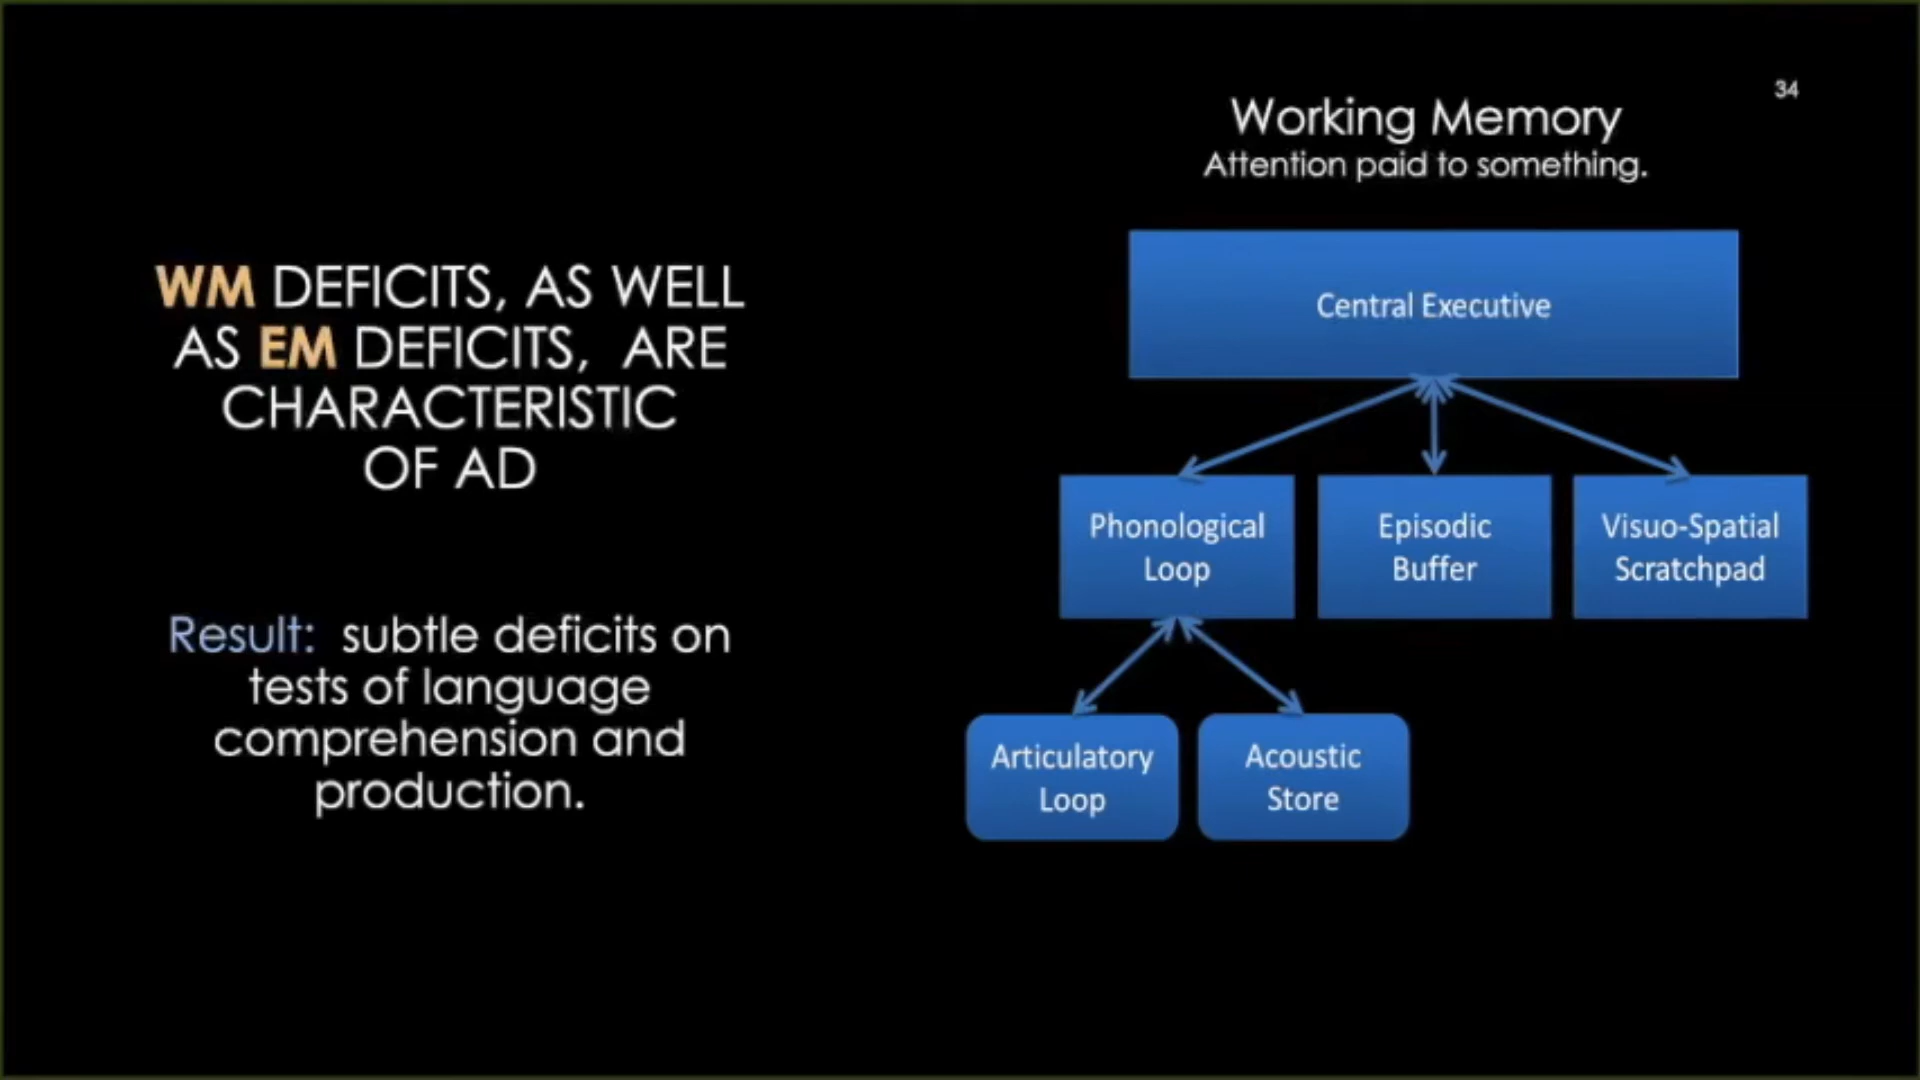 WM DEFICITS, AS WELL
AS EM DEFICITS, ARE
CHARACTERISTIC
OF AD
Result: subtle deficits on
tests of language
comprehension and
production.
34
Working Memory
Attention paid to something.
Central Executive
Phonological
Loop
Episodic
Buffer
Visuo-Spatial
Scratchpad
Articulatory
Loop
Acoustic
Store